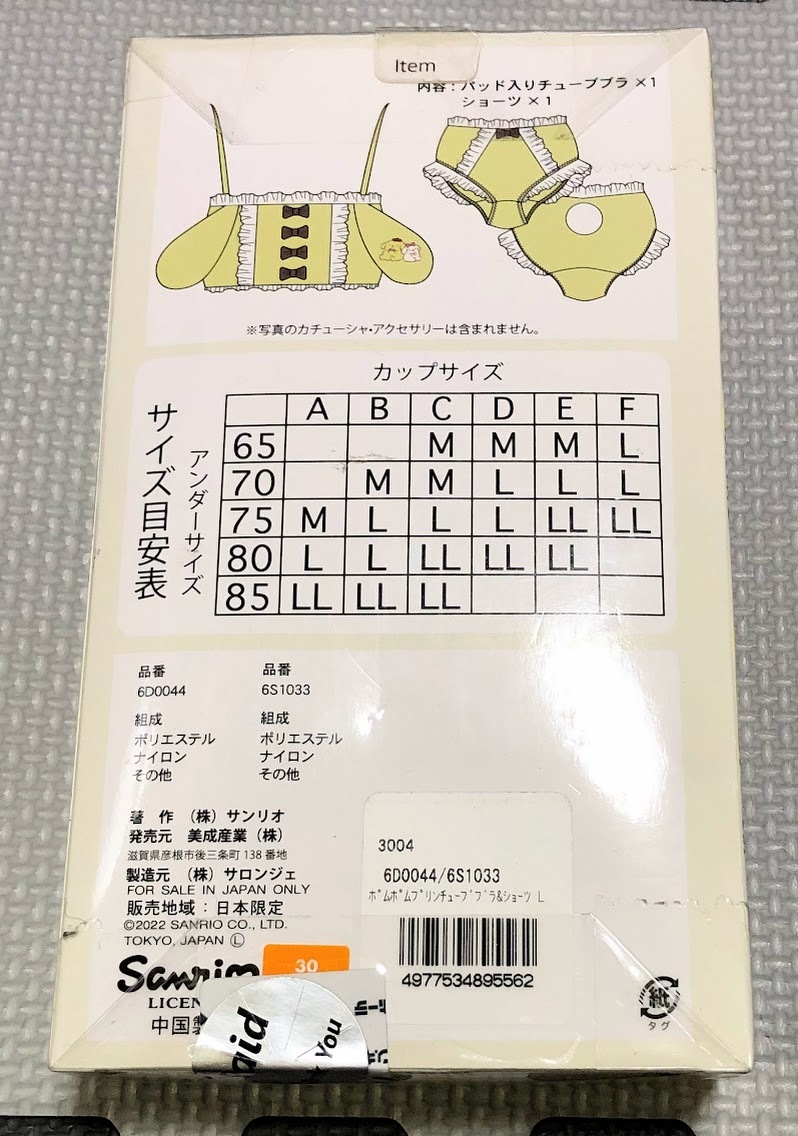 Item
内容：パッド入りチューブブラ ×1
ショーツ ×1
※写真のカチューシャ・アクセサリーは含まれません。
カップサイズ
サイズ目安表
アンダーサイズ
A B C D E F
65 M M M L
70 M M L L L
75 M L L L LL LL
80 L L LL LL LL
85 LL LL LL
品番 品番
6D0044 6S1033
組成 組成
ポリエステル ポリエステル
ナイロン ナイロン
その他 その他
著 作 （株）サンリオ
発売元 美成産業（株）
滋賀県彦根市後三条町 138 番地
製造元 （株）サロンジェ
FOR SALE IN JAPAN ONLY
販売地域：日本限定
©2022 SANRIO CO., LTD.
TOKYO, JAPAN Ⓛ
Sanrio
LICEN
中国製
30
aid
You
3004
6D0044/6S1033
ﾎﾟﾑﾎﾟﾑﾌﾟﾘﾝﾁｭｰﾌﾞﾌﾞﾗ&ｼｮｰﾂ L
4977534895562
紙
タグ